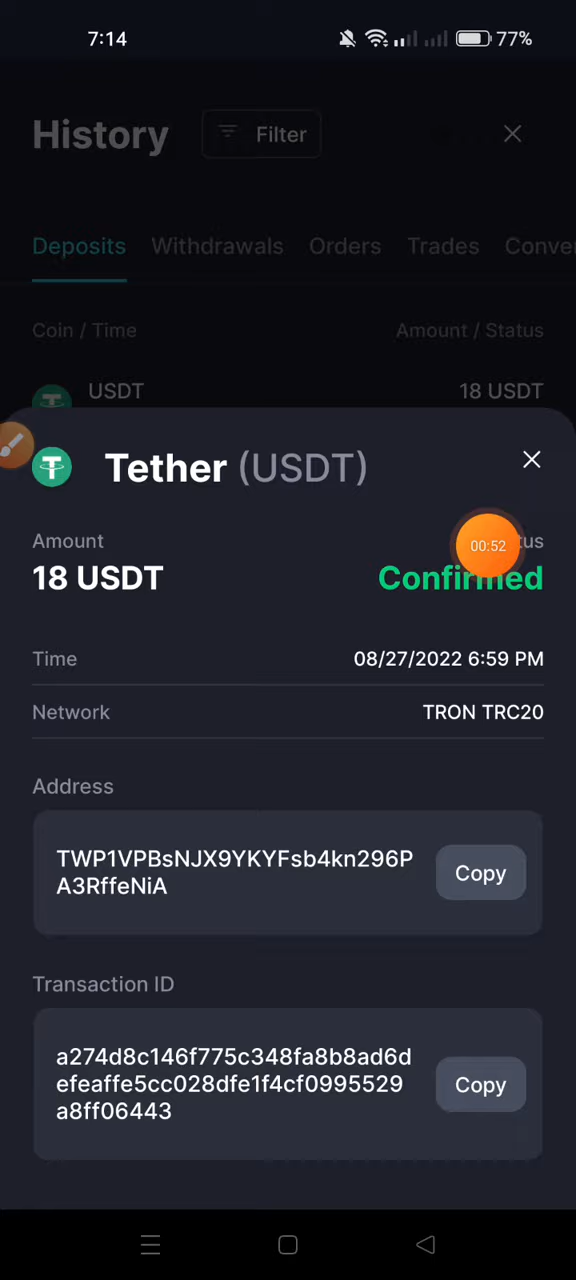 7:14
77%
History
Filter
Deposits Withdrawals Orders Trades Conve
Coin / Time Amount / Status
USDT 18 USDT
Tether (USDT)
Amount tus
00:52
18 USDT Confirmed
Time 08/27/2022 6:59 PM
Network TRON TRC20
Address
TWP1VPBsNJX9YKYFsb4kn296P
A3RffeNiA
Copy
Transaction ID
a274d8c146f775c348fa8b8ad6d
efeaffe5cc028dfe1f4cf0995529
a8ff06443
Copy